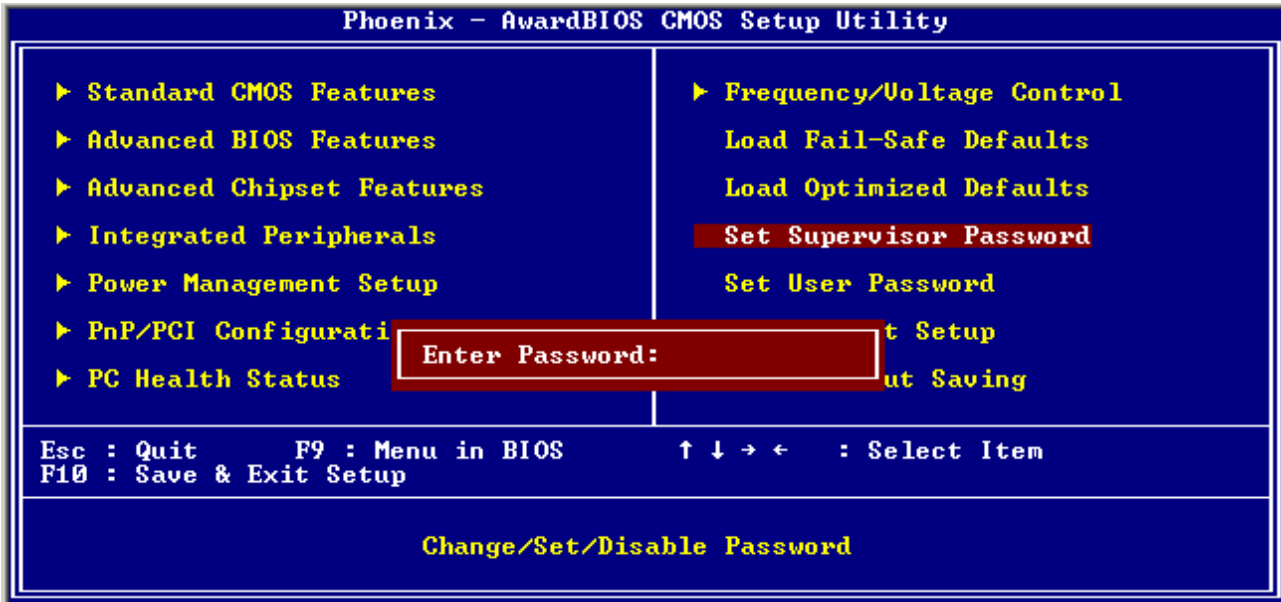 Phoenix - AwardBIOS CMOS Setup Utility
▶ Standard CMOS Features
▶ Advanced BIOS Features
▶ Advanced Chipset Features
▶ Integrated Peripherals
▶ Power Management Setup
▶ PnP/PCI Configurati
▶ PC Health Status
▶ Frequency/Voltage Control
Load Fail-Safe Defaults
Load Optimized Defaults
Set Supervisor Password
Set User Password
t Setup
ut Saving
Enter Password:
Esc : Quit F9 : Menu in BIOS ↑ ↓ → ← : Select Item
F10 : Save & Exit Setup
Change/Set/Disable Password